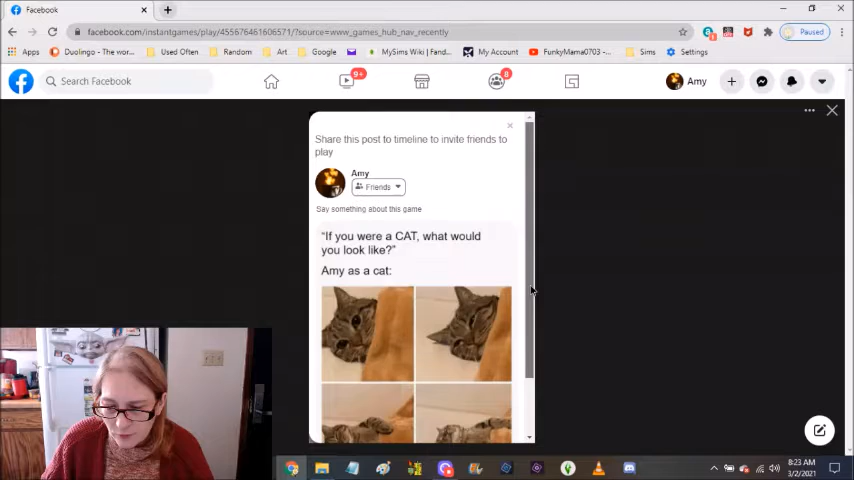 Facebook
facebook.com/instantgames/play/455676461606571/?source=www_games_hub_nav_recently
Paused
Apps
Duolingo - The wor...
Used Often
Random
Art
Google
MySims Wiki | Fand...
My Account
FunkyMama0703 -...
Sims
Settings
Search Facebook
9+
8
Amy
Share this post to timeline to invite friends to
play
Amy
Friends
Say something about this game
“If you were a CAT, what would
you look like?”
Amy as a cat:
8:23 AM
3/2/2021